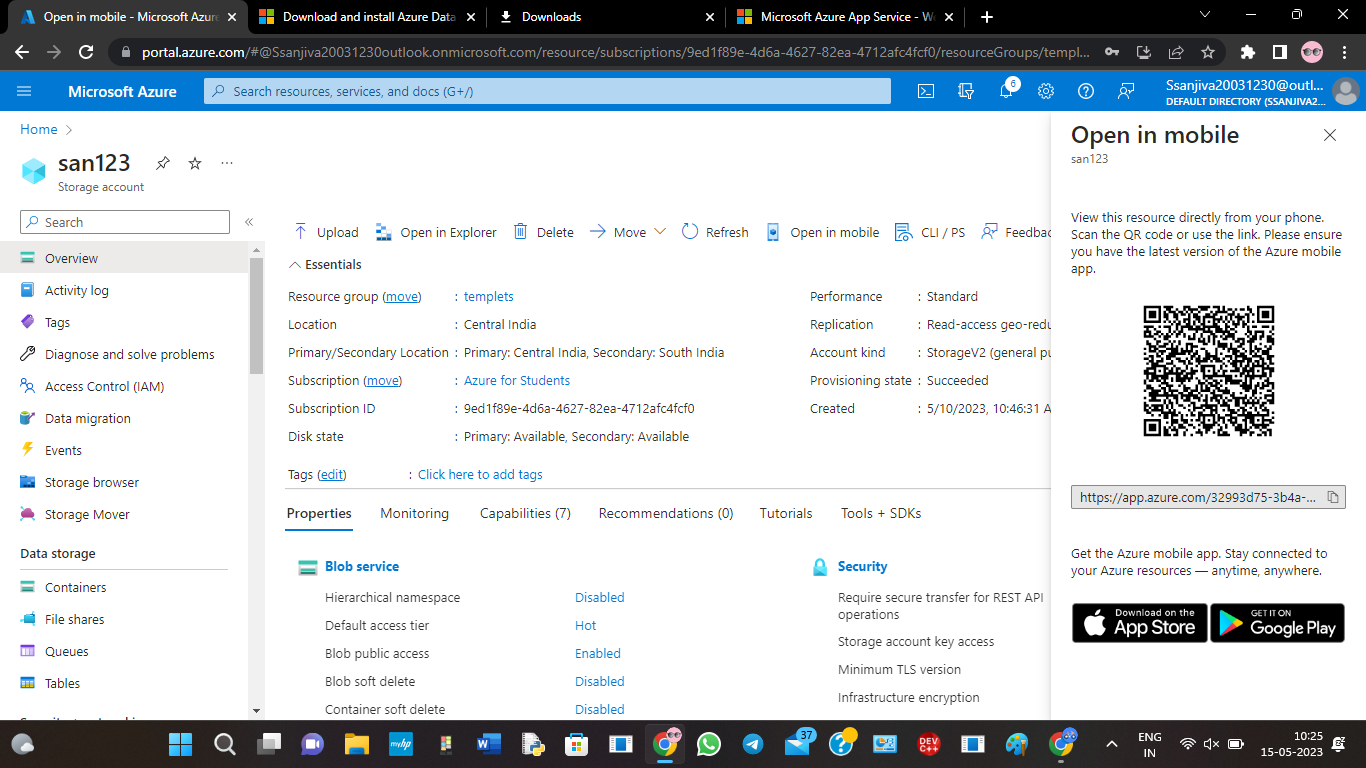 Open in mobile - Microsoft Azure
Download and install Azure Data
Downloads
Microsoft Azure App Service - We
portal.azure.com/#@Ssanjiva20031230outlook.onmicrosoft.com/resource/subscriptions/9ed1f89e-4d6a-4627-82ea-4712afc4fcf0/resourceGroups/templ...
Microsoft Azure
Search resources, services, and docs (G+/)
6
Ssanjiva20031230@outl...
DEFAULT DIRECTORY (SSANJIVA2...
Home
san123
Storage account
Search
Overview
Activity log
Tags
Diagnose and solve problems
Access Control (IAM)
Data migration
Events
Storage browser
Storage Mover
Data storage
Containers
File shares
Queues
Tables
Upload
Open in Explorer
Delete
Move
Refresh
Open in mobile
CLI / PS
Feedbac
Essentials
Resource group (move) : templets
Location : Central India
Primary/Secondary Location : Primary: Central India, Secondary: South India
Subscription (move) : Azure for Students
Subscription ID : 9ed1f89e-4d6a-4627-82ea-4712afc4fcf0
Disk state : Primary: Available, Secondary: Available
Tags (edit) : Click here to add tags
Performance : Standard
Replication : Read-access geo-redu
Account kind : StorageV2 (general pu
Provisioning state : Succeeded
Created : 5/10/2023, 10:46:31 A
Properties
Monitoring
Capabilities (7)
Recommendations (0)
Tutorials
Tools + SDKs
Blob service
Hierarchical namespace Disabled
Default access tier Hot
Blob public access Enabled
Blob soft delete Disabled
Container soft delete Disabled
Security
Require secure transfer for REST API
operations
Storage account key access
Minimum TLS version
Infrastructure encryption
Open in mobile
san123
View this resource directly from your phone.
Scan the QR code or use the link. Please ensure
you have the latest version of the Azure mobile
app.
https://app.azure.com/32993d75-3b4a-...
Get the Azure mobile app. Stay connected to
your Azure resources — anytime, anywhere.
Download on the
App Store
GET IT ON
Google Play
myhp
W
37
DEV
C++
ENG
IN
10:25
15-05-2023